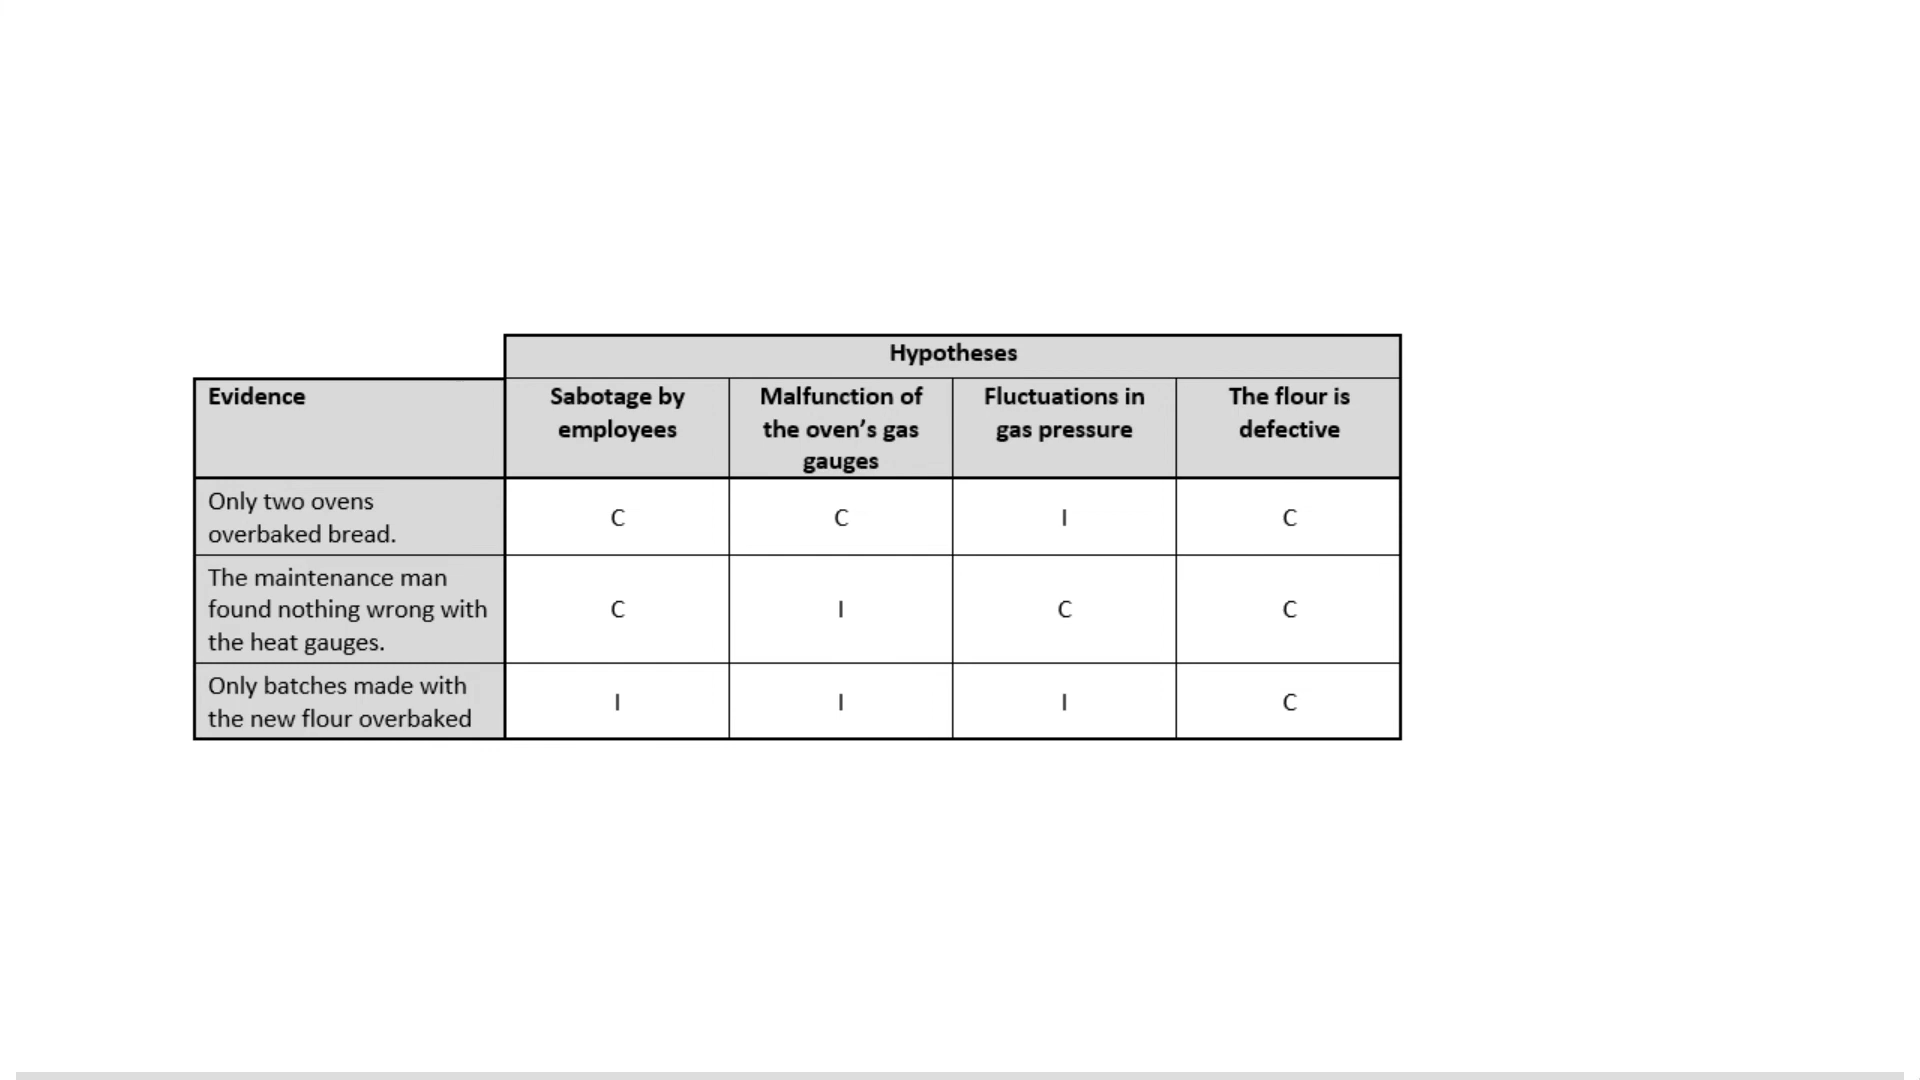 Hypotheses
Evidence
Sabotage by
employees
Malfunction of
the oven’s gas
gauges
Fluctuations in
gas pressure
The flour is
defective
Only two ovens
overbaked bread.
C
C
I
C
The maintenance man
found nothing wrong with
the heat gauges.
C
I
C
C
Only batches made with
the new flour overbaked
I
I
I
C